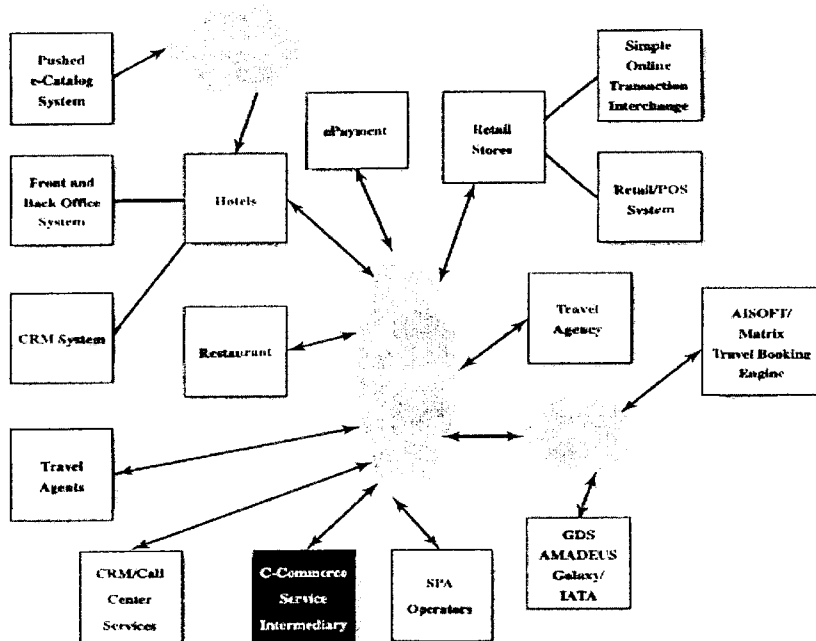 Pushed
e-Catalog
System
ePayment
Retail
Stores
Simple
Online
Transaction
Interchange
Front and
Back Office
System
Hotels
Retail/POS
System
CRM System
Restaurant
Travel
Agency
AISOFT/
Matrix
Travel Booking
Engine
Travel
Agents
CRM/Call
Center
Services
C-Commerce
Service
Intermediary
SPA
Operators
GDS
AMADEUS
Galaxy/
IATA